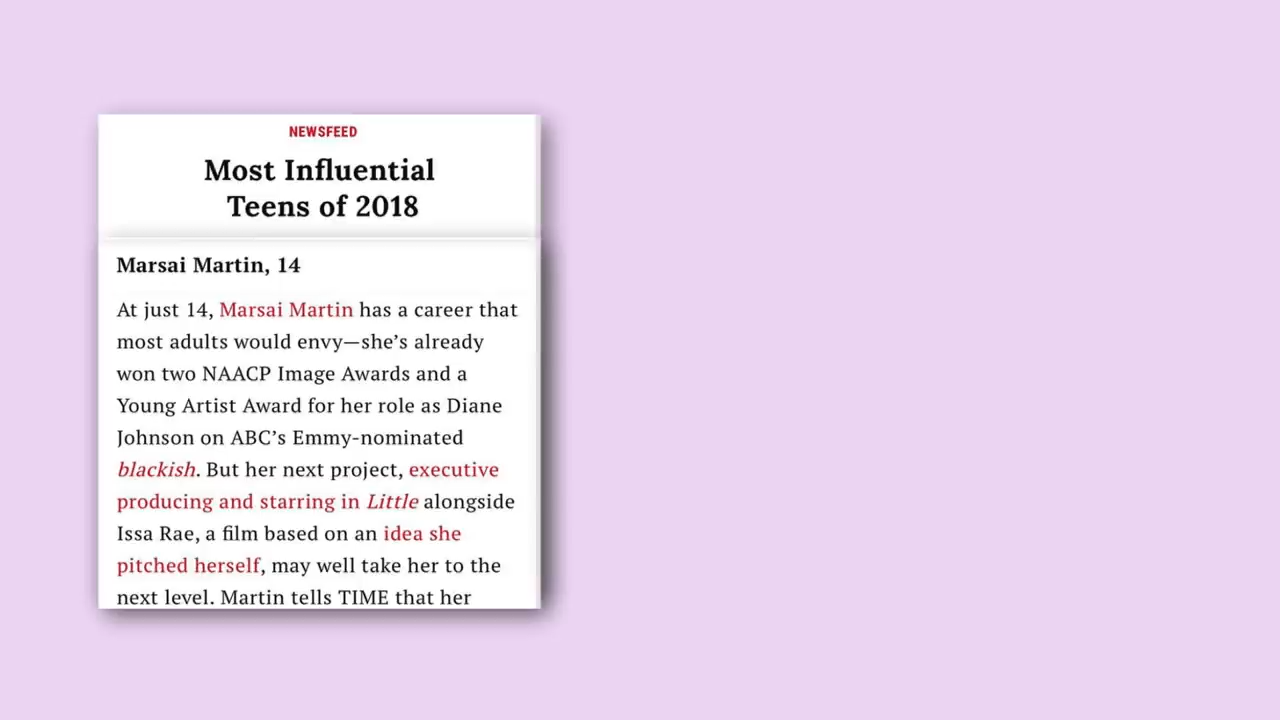 NEWSFEED
Most Influential
Teens of 2018
Marsai Martin, 14
At just 14, Marsai Martin has a career that
most adults would envy—she’s already
won two NAACP Image Awards and a
Young Artist Award for her role as Diane
Johnson on ABC’s Emmy-nominated
blackish. But her next project, executive
producing and starring in Little alongside
Issa Rae, a film based on an idea she
pitched herself, may well take her to the
next level. Martin tells TIME that her